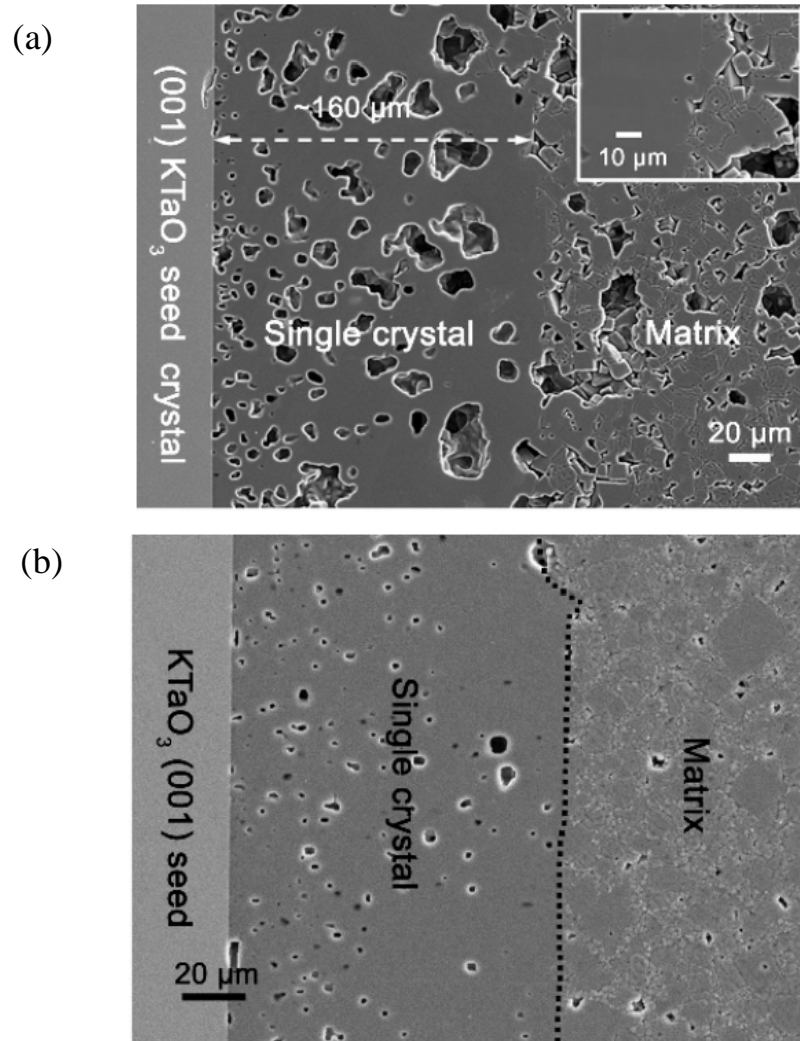 (a)
(001) KTaO₃ seed crystal
~160 μm
10 μm
Single crystal
Matrix
20 μm
(b)
KTaO₃ (001) seed
Single crystal
Matrix
20 μm